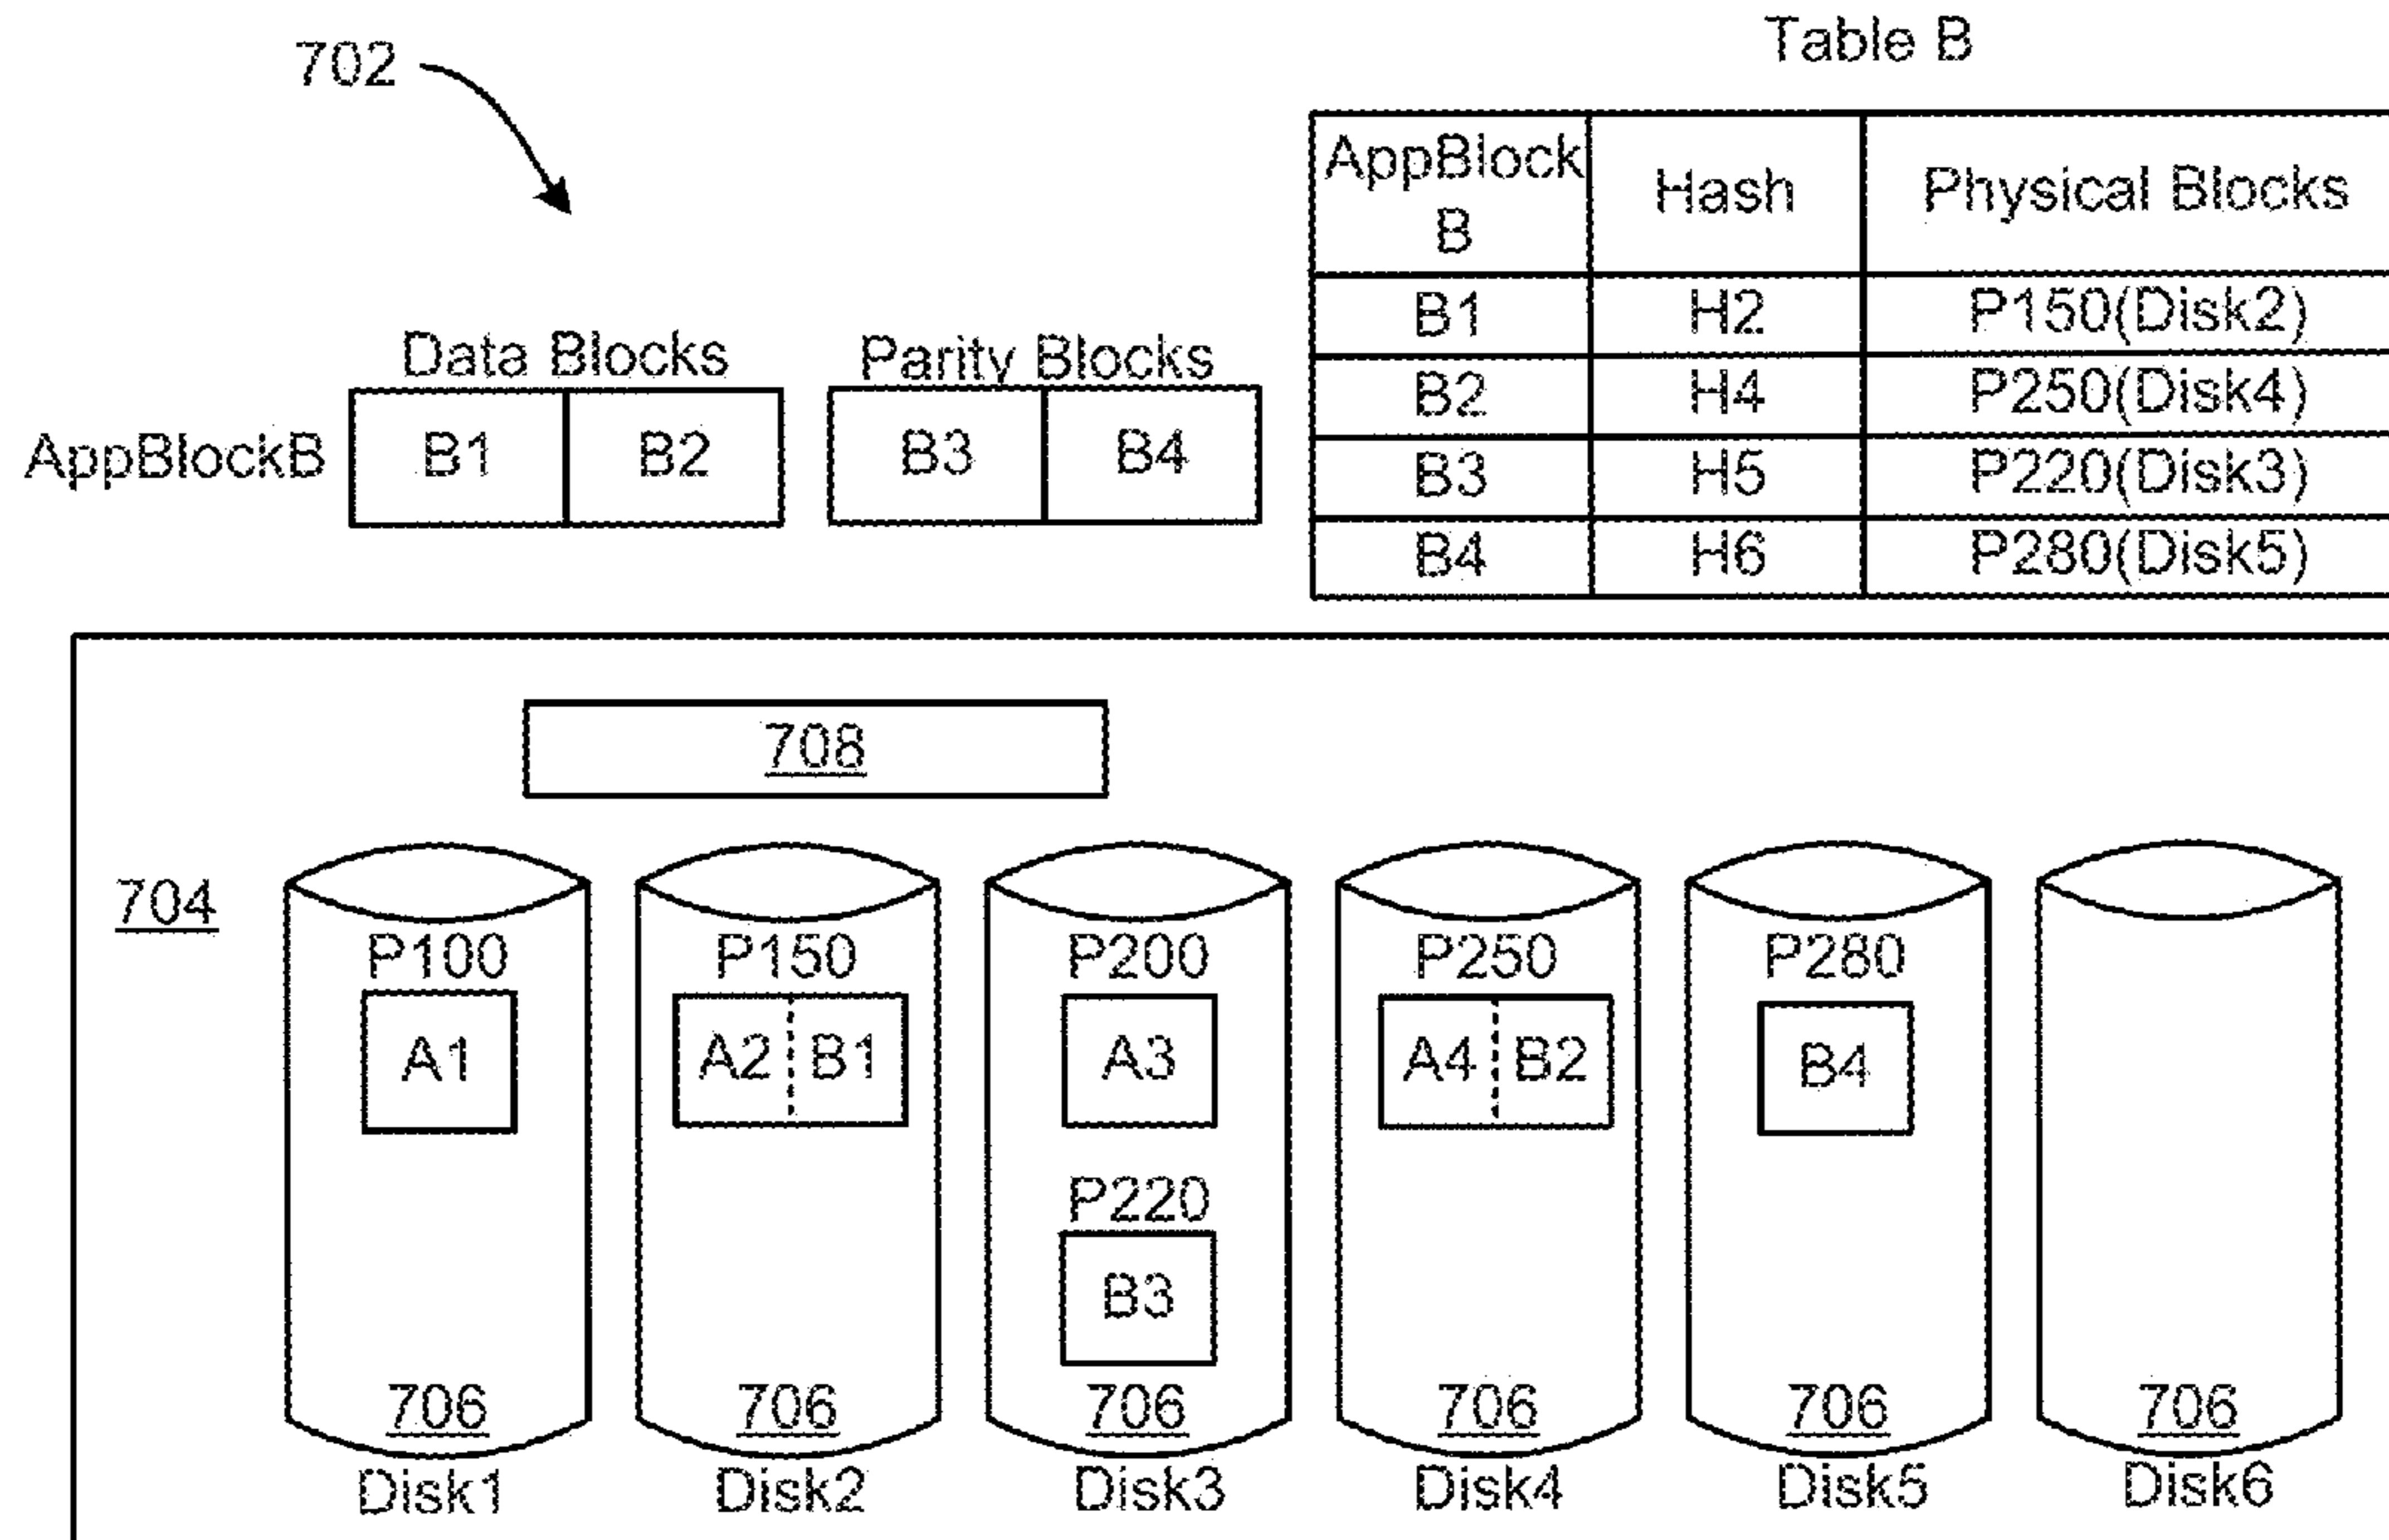 Table B
702
AppBlock B Hash Physical Blocks
B1 H2 P150(Disk2)
B2 H4 P250(Disk4)
B3 H5 P220(Disk3)
B4 H6 P280(Disk5)
Data Blocks Parity Blocks
AppBlockB B1 B2 B3 B4
708
704
P100 P150 P200 P250 P280
A1 A2 B1 A3 A4 B2 B4
P220
B3
706 706 706 706 706 706
Disk1 Disk2 Disk3 Disk4 Disk5 Disk6